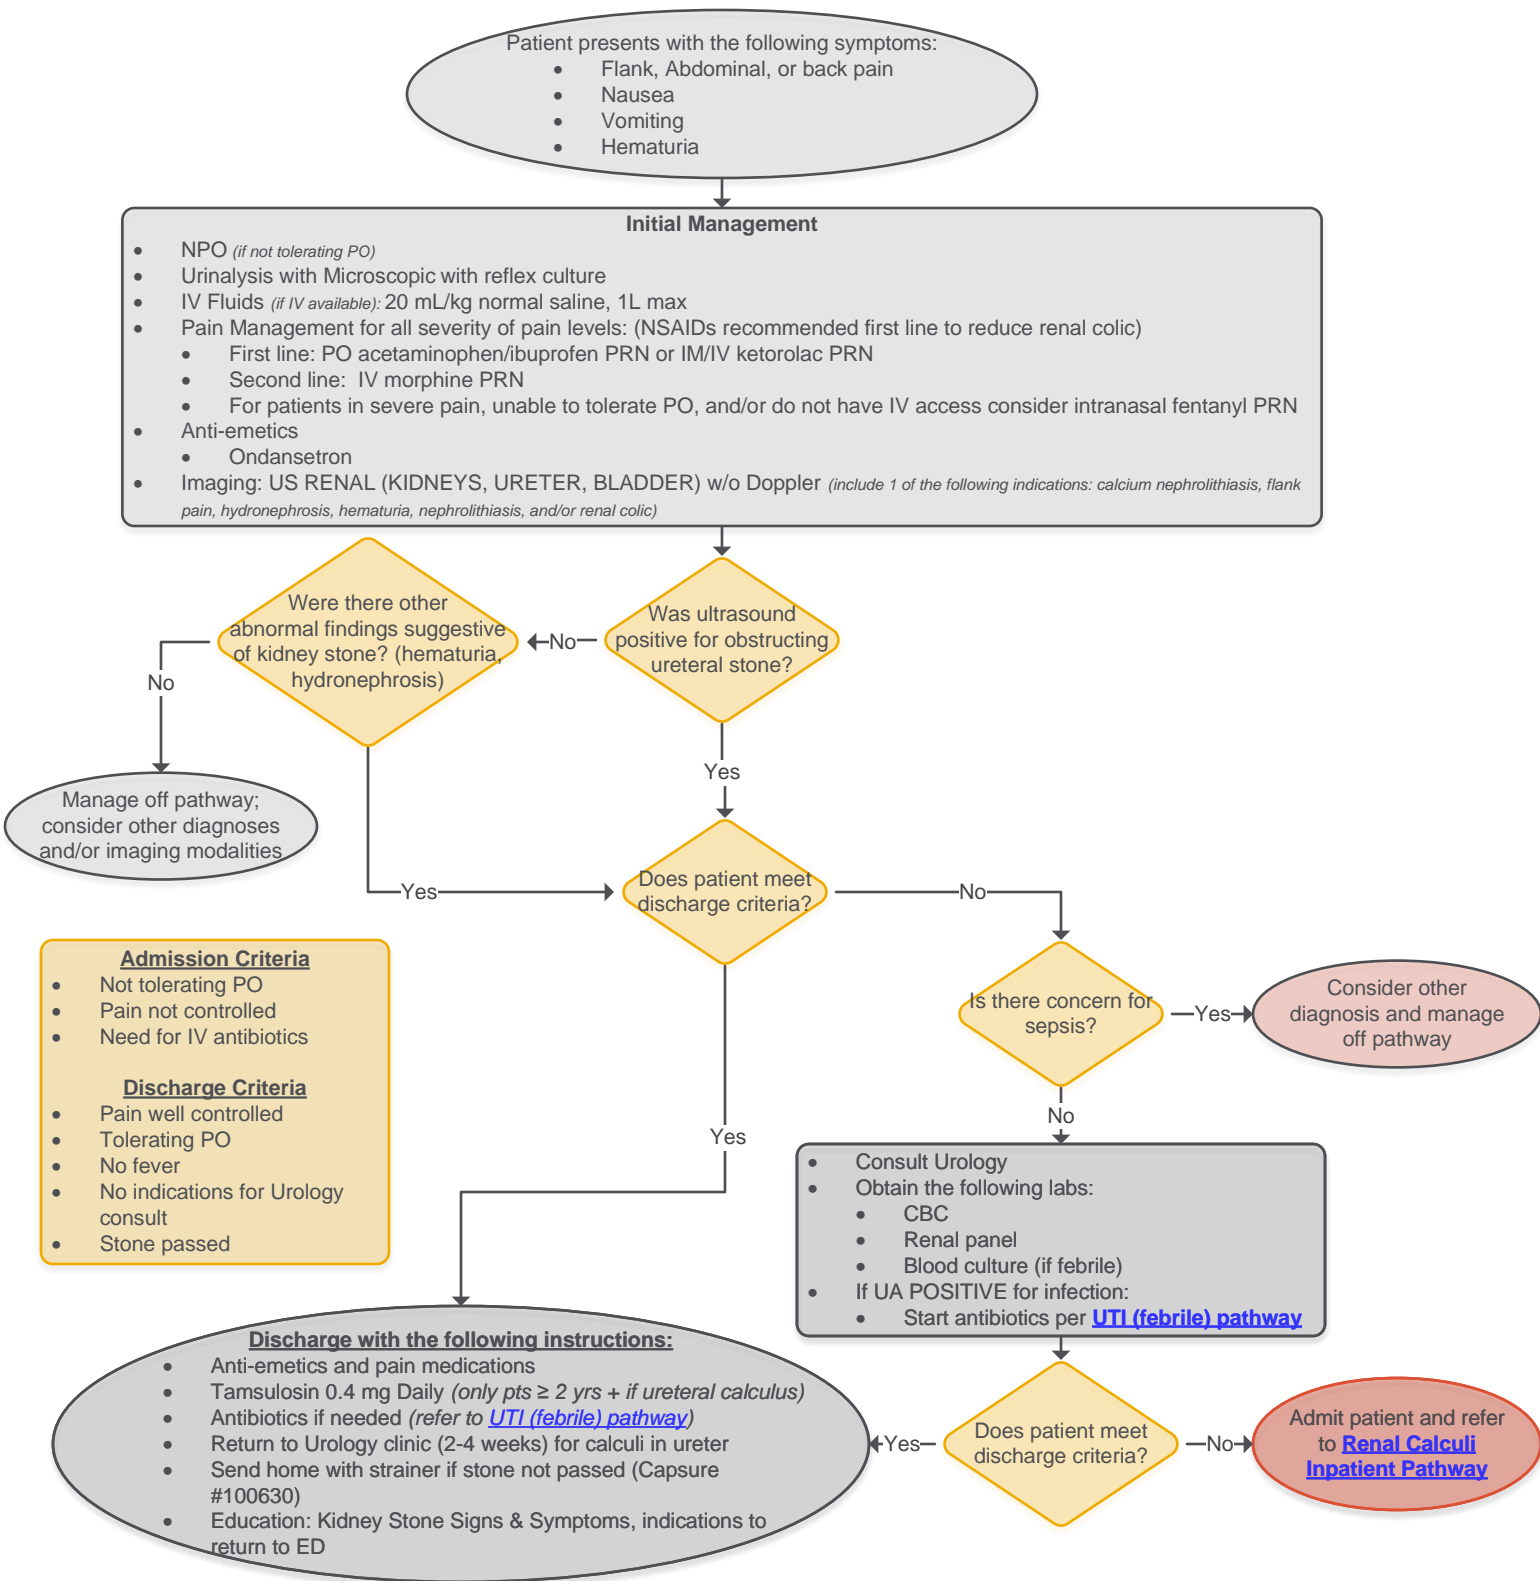 Patient presents with the following symptoms:
• Flank, Abdominal, or back pain
• Nausea
• Vomiting
• Hematuria
Initial Management
• NPO (if not tolerating PO)
• Urinalysis with Microscopic with reflex culture
• IV Fluids (if IV available): 20 mL/kg normal saline, 1L max
• Pain Management for all severity of pain levels: (NSAIDs recommended first line to reduce renal colic)
• First line: PO acetaminophen/ibuprofen PRN or IM/IV ketorolac PRN
• Second line: IV morphine PRN
• For patients in severe pain, unable to tolerate PO, and/or do not have IV access consider intranasal fentanyl PRN
• Anti-emetics
• Ondansetron
• Imaging: US RENAL (KIDNEYS, URETER, BLADDER) w/o Doppler (include 1 of the following indications: calcium nephrolithiasis, flank
pain, hydronephrosis, hematuria, nephrolithiasis, and/or renal colic)
Was ultrasound
positive for obstructing
ureteral stone?
No
Were there other
abnormal findings suggestive
of kidney stone? (hematuria,
hydronephrosis)
No
Manage off pathway;
consider other diagnoses
and/or imaging modalities
Yes
Yes
Does patient meet
discharge criteria?
No
Admission Criteria
• Not tolerating PO
• Pain not controlled
• Need for IV antibiotics
Discharge Criteria
• Pain well controlled
• Tolerating PO
• No fever
• No indications for Urology
consult
• Stone passed
Is there concern for
sepsis?
Yes
Consider other
diagnosis and manage
off pathway
No
Yes
• Consult Urology
• Obtain the following labs:
• CBC
• Renal panel
• Blood culture (if febrile)
• If UA POSITIVE for infection:
• Start antibiotics per UTI (febrile) pathway
Discharge with the following instructions:
• Anti-emetics and pain medications
• Tamsulosin 0.4 mg Daily (only pts ≥ 2 yrs + if ureteral calculus)
• Antibiotics if needed (refer to UTI (febrile) pathway)
• Return to Urology clinic (2-4 weeks) for calculi in ureter
• Send home with strainer if stone not passed (Capsure
#100630)
• Education: Kidney Stone Signs & Symptoms, indications to
return to ED
Yes
Does patient meet
discharge criteria?
No
Admit patient and refer
to Renal Calculi
Inpatient Pathway